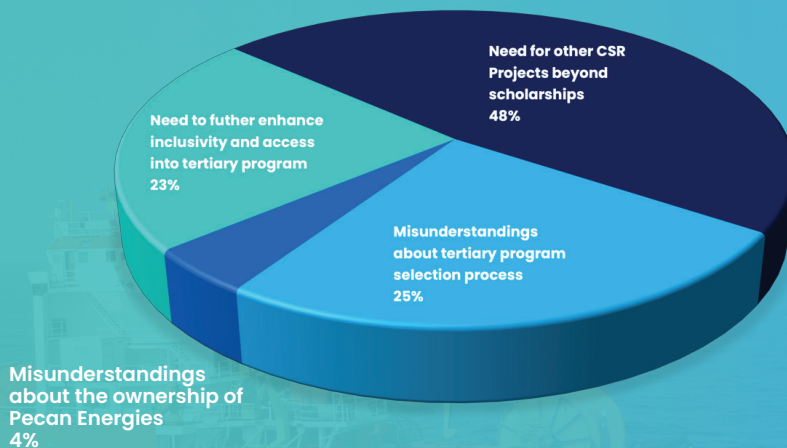 Need for other CSR
Projects beyond
scholarships
48%
Need to futher enhance
inclusivity and access
into tertiary program
23%
Misunderstandings
about tertiary program
selection process
25%
Misunderstandings
about the ownership of
Pecan Energies
4%